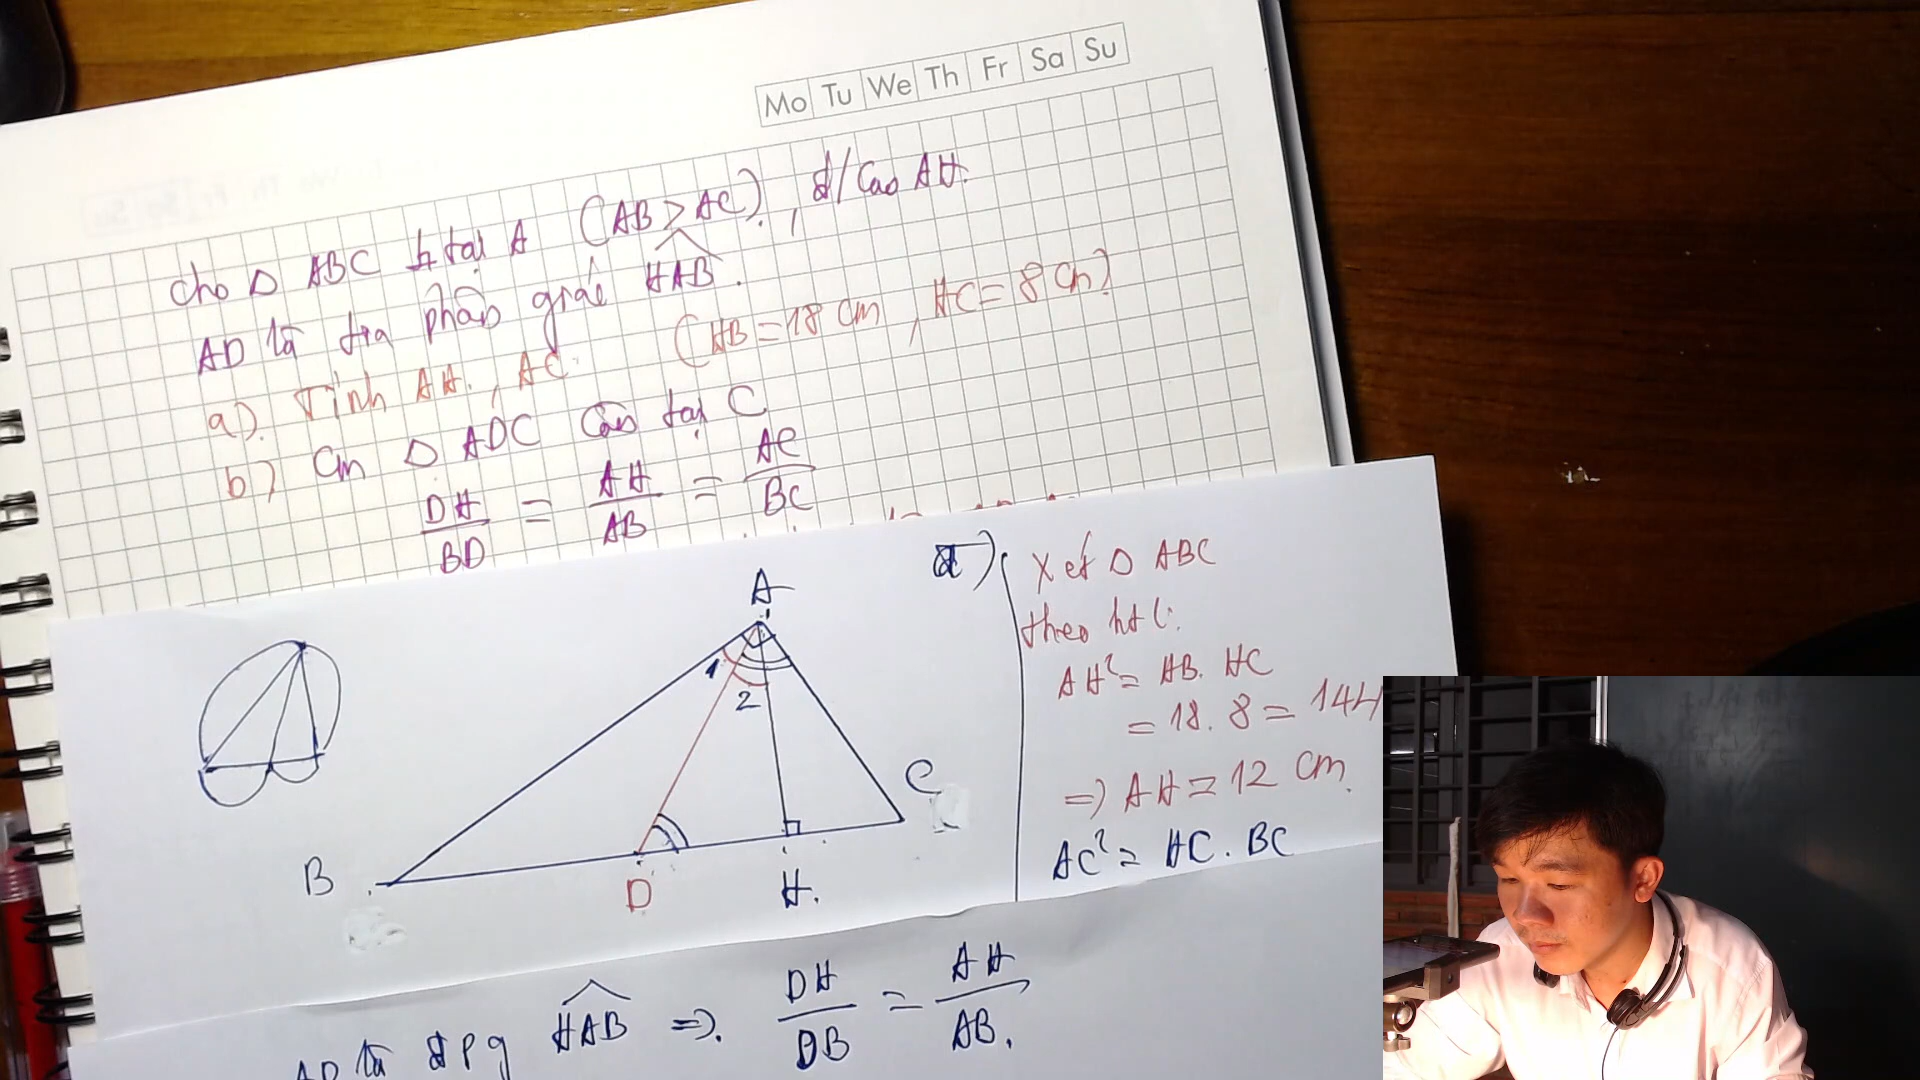 Mo Tu We Th Fr Sa Su
Cho Δ ABC ⊥ tại A (AB > AC), đ/cao AH.
AD là tia phân giác HAB.
a) Tính AH, AC. (HB = 18 cm, HC = 8 cm)
b) Cm Δ ADC cân tại C
DH/BD = AH/AB = AC/BC
A
1
2
B
D
H.
C
a) Xét Δ ABC
theo htl:
AH² = HB. HC
= 18. 8 = 144
=> AH = 12 cm.
AC² = HC. BC
AD là đpg HAB => DH/DB = AH/AB.